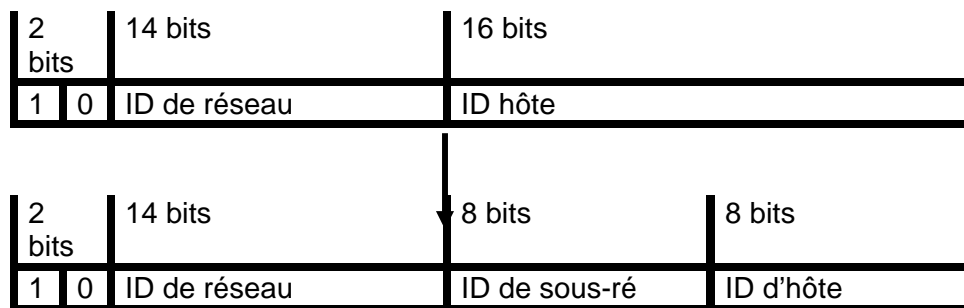 2 bits 14 bits 16 bits
1 0 ID de réseau ID hôte
2 bits 14 bits 8 bits 8 bits
1 0 ID de réseau ID de sous-ré ID d'hôte